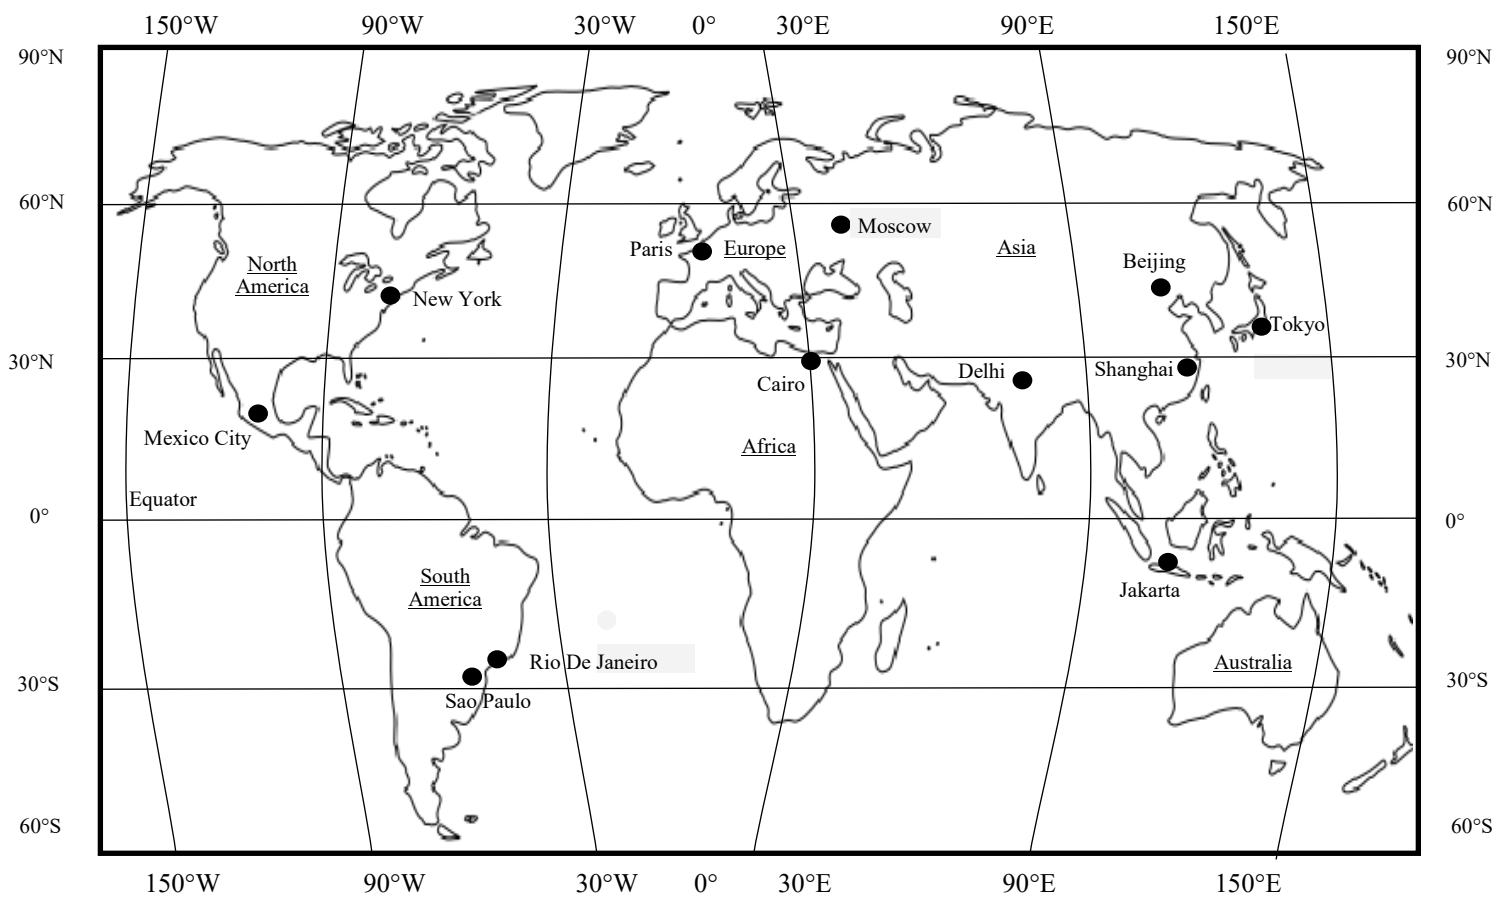 150°W 90°W 30°W 0° 30°E 90°E 150°E
90°N 90°N
60°N 60°N
Moscow
Paris Europe Asia
North
America
Beijing
New York
Tokyo
30°N 30°N
Delhi Shanghai
Cairo
Mexico City
Africa
Equator
0° 0°
South
America
Jakarta
Rio De Janeiro
Australia
30°S 30°S
Sao Paulo
60°S 60°S
150°W 90°W 30°W 0° 30°E 90°E 150°E